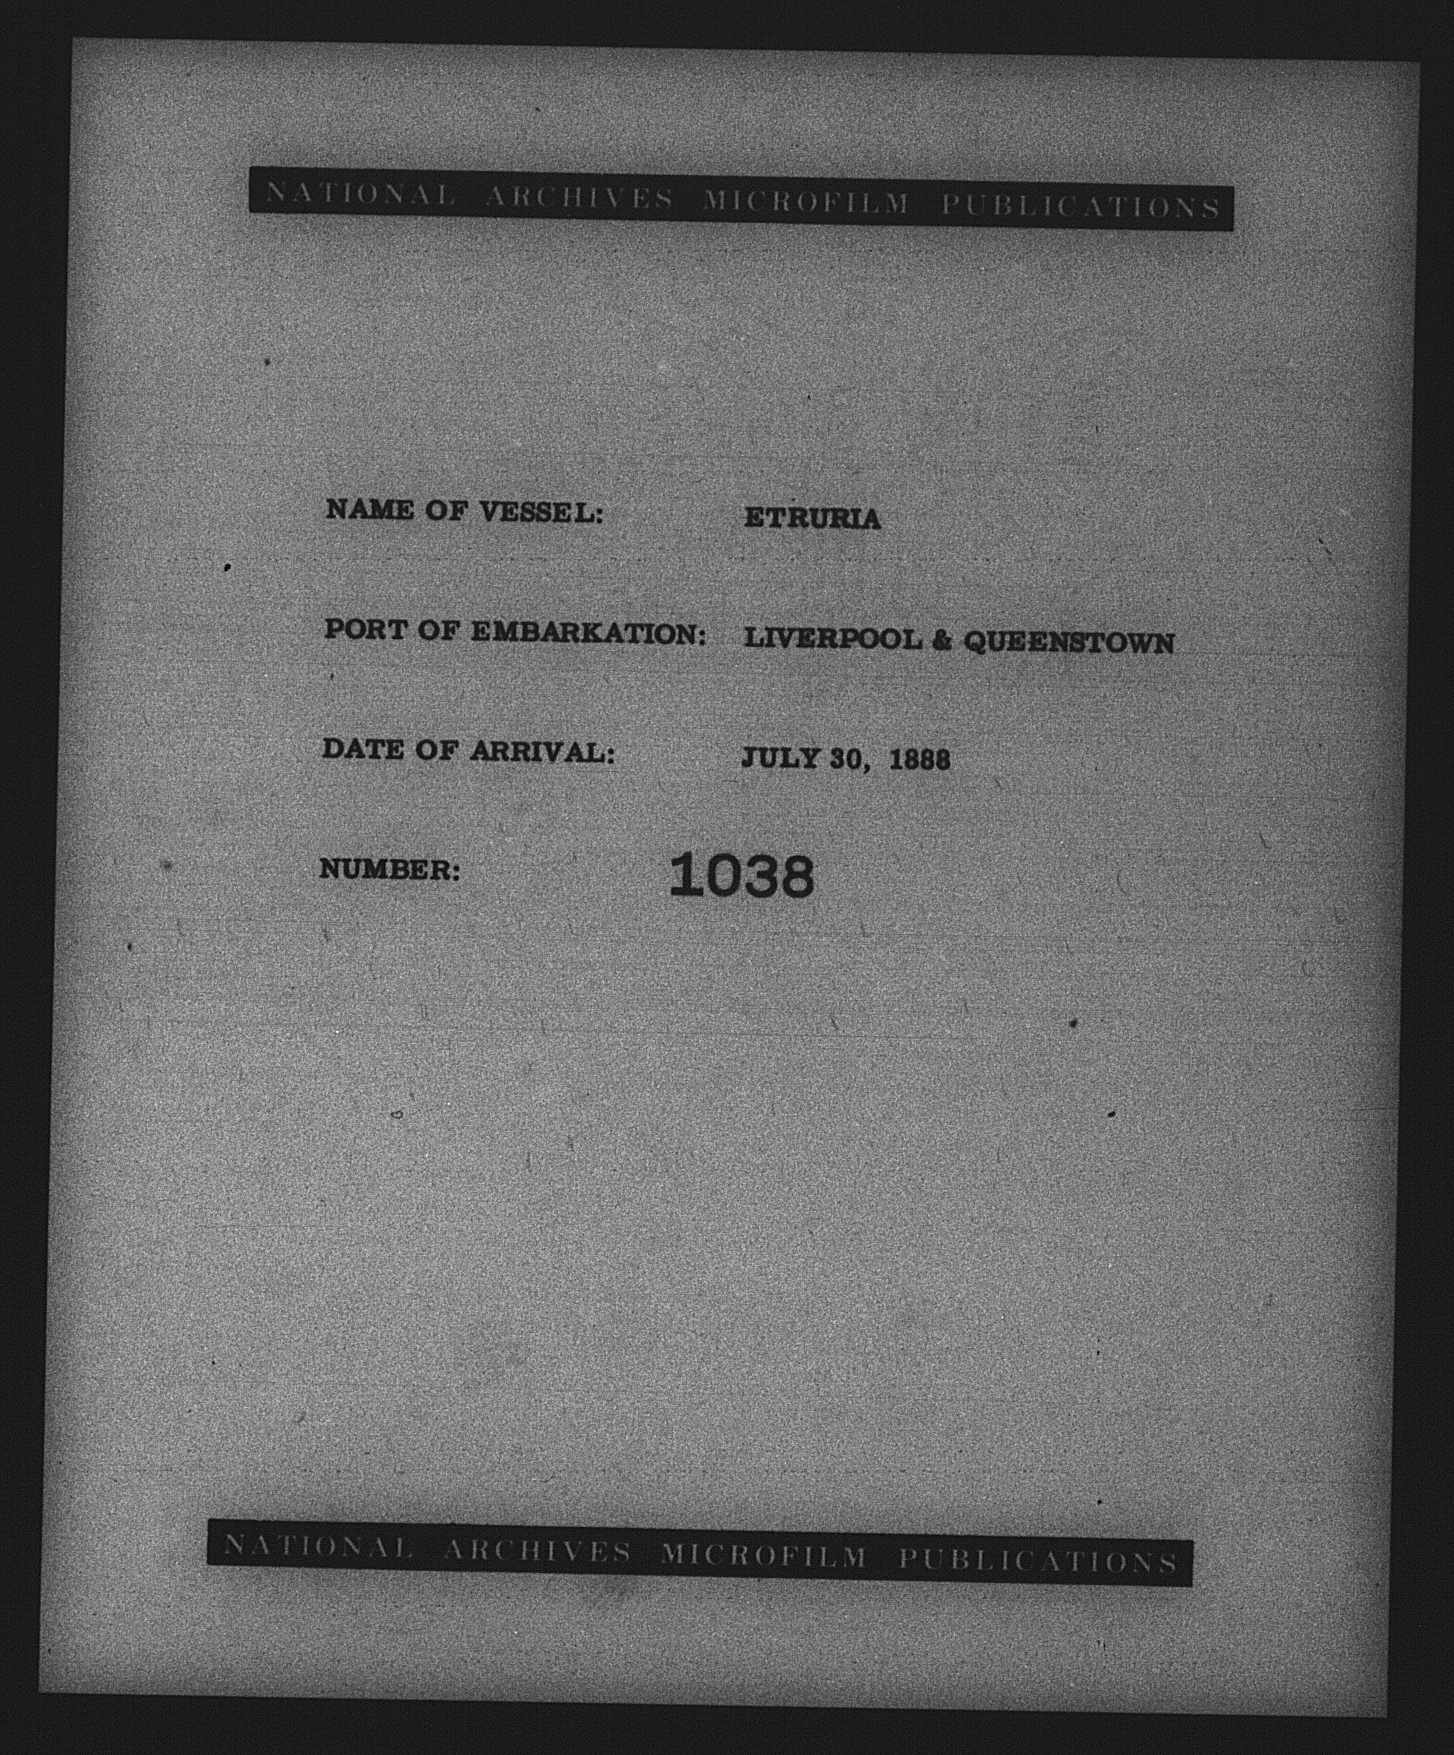 NATIONAL ARCHIVES MICROFILM PUBLICATIONS
NAME OF VESSEL: ETRURIA
PORT OF EMBARKATION: LIVERPOOL & QUEENSTOWN
DATE OF ARRIVAL: JULY 30, 1888
NUMBER: 1038
NATIONAL ARCHIVES MICROFILM PUBLICATIONS